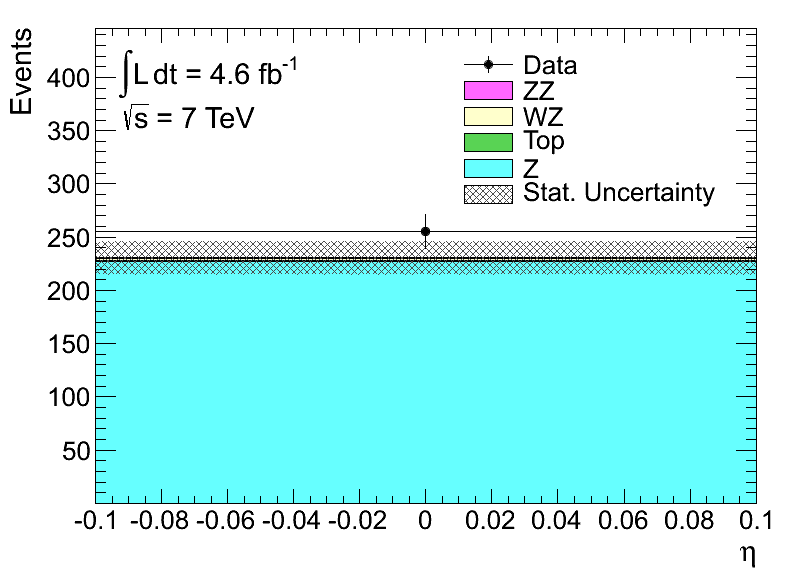 Events
∫L dt = 4.6 fb⁻¹
√s = 7 TeV
Data
ZZ
WZ
Top
Z
Stat. Uncertainty
400
350
300
250
200
150
100
50
-0.1 -0.08 -0.06 -0.04 -0.02 0 0.02 0.04 0.06 0.08 0.1
η